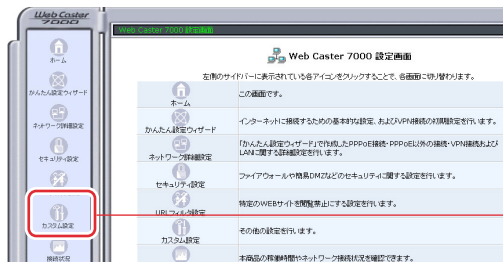 Web Caster
7000
ホーム
かんたん設定ウィザード
ネットワーク詳細設定
セキュリティ設定
カスタム設定
接続状況
Web Caster 7000 設定画面
Web Caster 7000 設定画面
左側のサイドバーに表示されている各アイコンをクリックすることで、各画面に切り替わります。
ホーム
この画面です。
かんたん設定ウィザード
インターネットに接続するための基本的な設定、およびVPN接続の初期設定を行います。
ネットワーク詳細設定
「かんたん設定ウィザード」で作成したPPPoE接続・PPPoE以外の接続・VPN接続および
LANに関する詳細設定を行います。
セキュリティ設定
ファイアウォールや簡易DMZなどのセキュリティに関する設定を行います。
URLフィルタ設定
特定のWEBサイトを閲覧禁止にする設定を行います。
カスタム設定
その他の設定を行います。
本商品の稼働時間やネットワーク接続状況を確認できます。